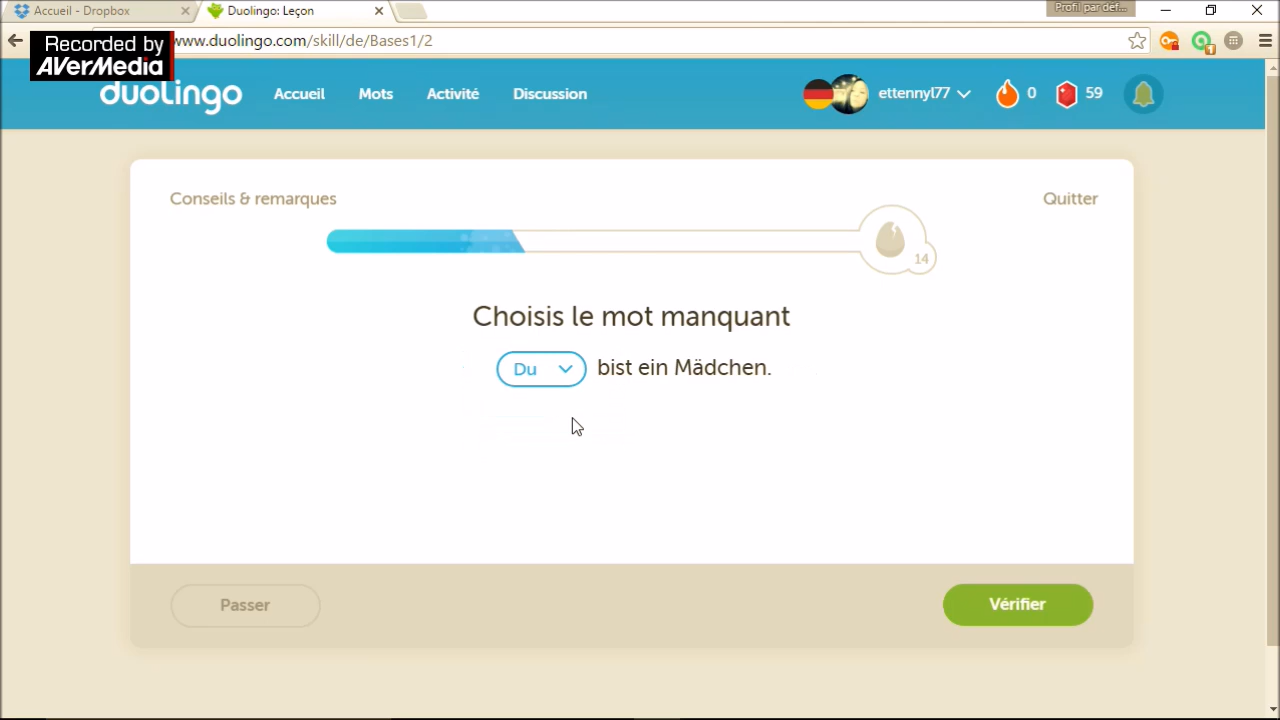 Accueil - Dropbox
Duolingo: Leçon
Profil par déf...
Recorded by
AVerMedia
www.duolingo.com/skill/de/Bases1/2
1
duolingo
Accueil
Mots
Activité
Discussion
ettennyl77
0
59
Conseils & remarques
Quitter
14
Choisis le mot manquant
Du bist ein Mädchen.
Passer
Vérifier